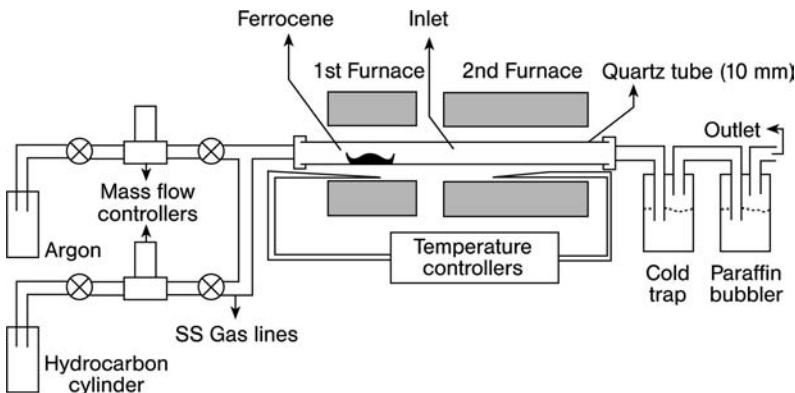 Ferrocene
Inlet
1st Furnace
2nd Furnace
Quartz tube (10 mm)
Outlet
Mass flow
controllers
Argon
Temperature
controllers
Cold
trap
Paraffin
bubbler
SS Gas lines
Hydrocarbon
cylinder